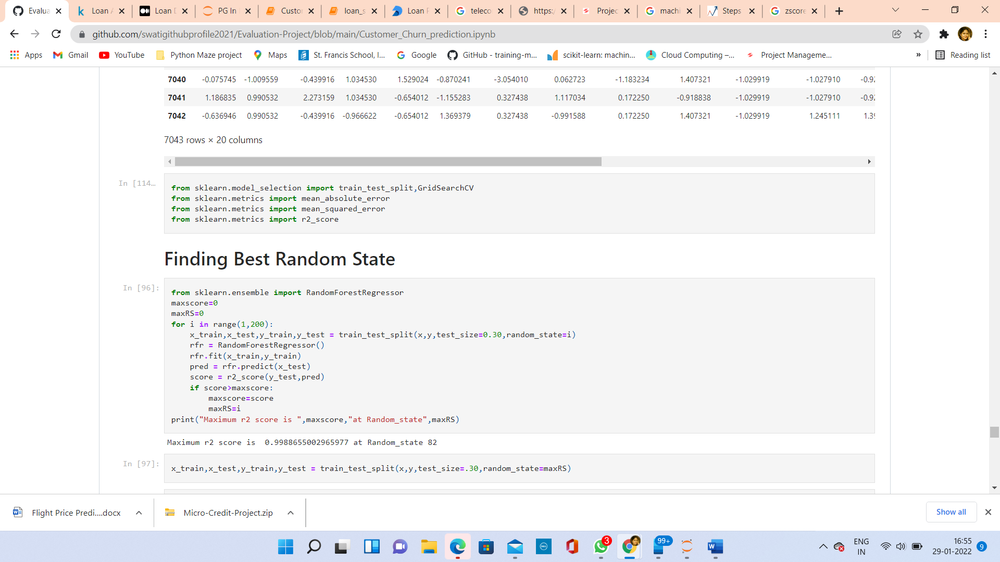 Evalua
Loan A
Loan D
PG In
Custo
loan_s
Loan P
teleco
https:/
Projec
machi
Steps
zscore
github.com/swatigithubprofile2021/Evaluation-Project/blob/main/Customer_Churn_prediction.ipynb
Apps
Gmail
YouTube
Python Maze project
Maps
St. Francis School, I...
Google
GitHub - training-m...
scikit-learn: machin...
Cloud Computing –...
Project Manageme...
»
Reading list
7040 -0.075745 -1.009559 -0.439916 1.034530 1.529024 -0.870241 -3.054010 0.062723 -1.183234 1.407321 -1.029919 -1.027910 -0.92
7041 1.186835 0.990532 2.273159 1.034530 -0.654012 -1.155283 0.327438 1.117034 0.172250 -0.918838 -1.029919 -1.027910 -0.92
7042 -0.636946 0.990532 -0.439916 -0.966622 -0.654012 1.369379 0.327438 -0.991588 0.172250 1.407321 -1.029919 1.245111 1.39
7043 rows × 20 columns
In [114…
from sklearn.model_selection import train_test_split,GridSearchCV
from sklearn.metrics import mean_absolute_error
from sklearn.metrics import mean_squared_error
from sklearn.metrics import r2_score
Finding Best Random State
In [96]:
from sklearn.ensemble import RandomForestRegressor
maxscore=0
maxRS=0
for i in range(1,200):
    x_train,x_test,y_train,y_test = train_test_split(x,y,test_size=0.30,random_state=i)
    rfr = RandomForestRegressor()
    rfr.fit(x_train,y_train)
    pred = rfr.predict(x_test)
    score = r2_score(y_test,pred)
    if score>maxscore:
        maxscore=score
        maxRS=i
print("Maximum r2 score is ",maxscore,"at Random_state",maxRS)
Maximum r2 score is  0.9988655002965977 at Random_state 82
In [97]:
x_train,x_test,y_train,y_test = train_test_split(x,y,test_size=.30,random_state=maxRS)
Flight Price Predi....docx
Micro-Credit-Project.zip
Show all
3
99+
ENG
IN
16:55
29-01-2022
9